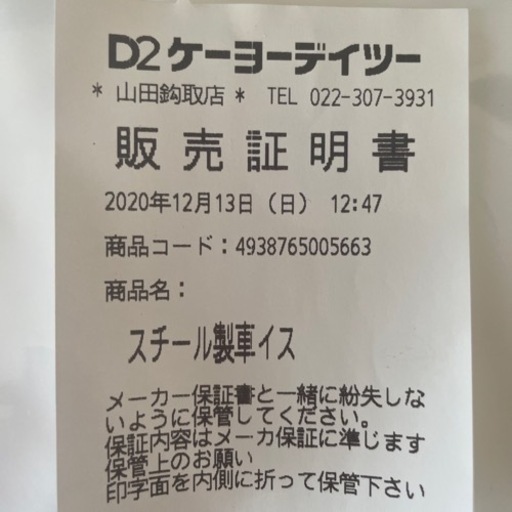 D2ケーヨーデイツー
* 山田鈎取店 * TEL 022-307-3931
販売証明書
2020年12月13日（日） 12:47
商品コード：4938765005663
商品名：
スチール製車イス
メーカー保証書と一緒に紛失しな
いように保管してください。
保証内容はメーカ保証に準じます
保管上のお願い
印字面を内側に折って保管下さい